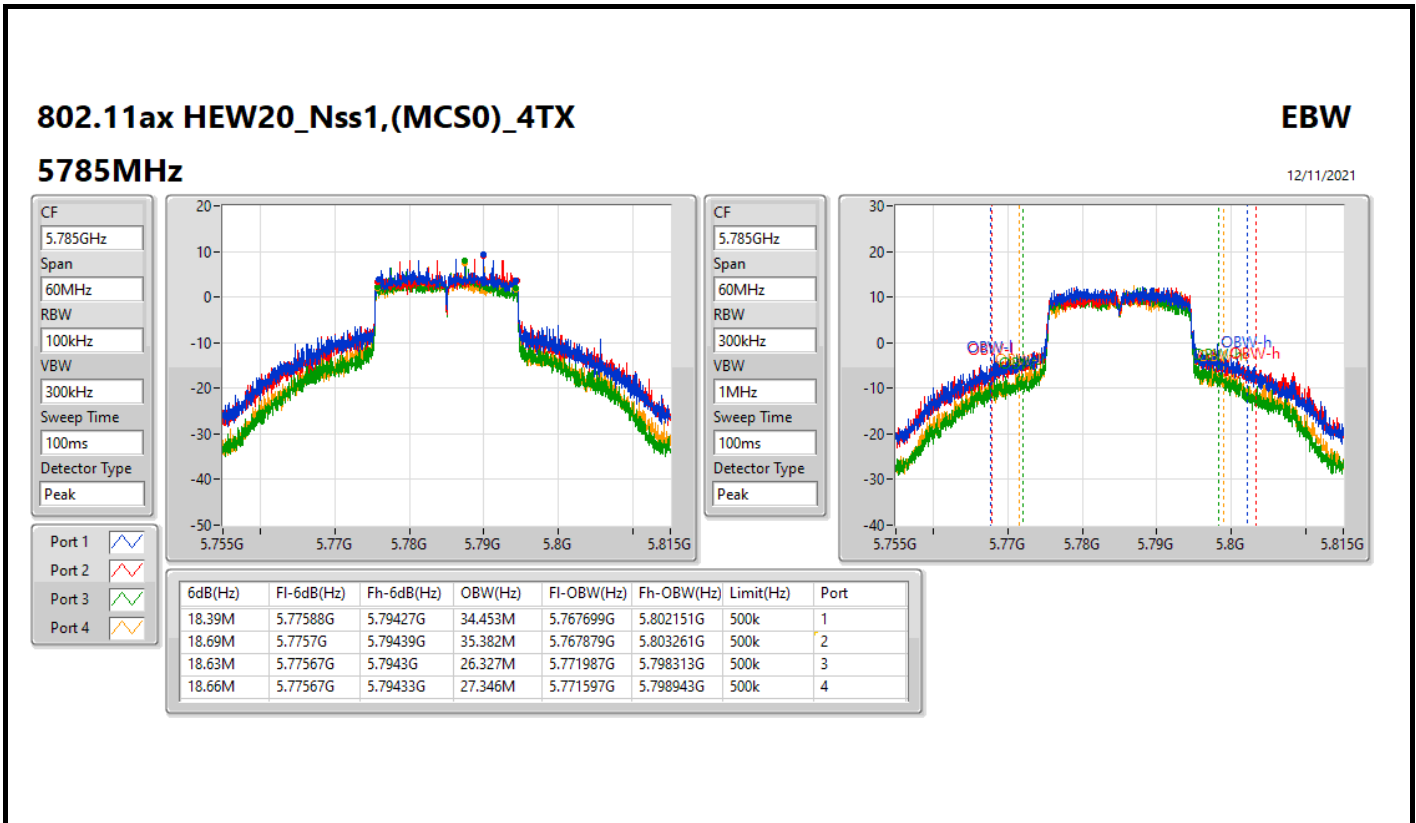 802.11ax HEW20_Nss1,(MCS0)_4TX
EBW
5785MHz
12/11/2021
CF
5.785GHz
Span
60MHz
RBW
100kHz
VBW
300kHz
Sweep Time
100ms
Detector Type
Peak
20
10
0
-10
-20
-30
-40
-50
5.755G 5.77G 5.78G 5.79G 5.8G 5.815G
CF
5.785GHz
Span
60MHz
RBW
300kHz
VBW
1MHz
Sweep Time
100ms
Detector Type
Peak
30
20
10
0
-10
-20
-30
-40
OBW-l
OBW-h
OBW-h
5.755G 5.77G 5.78G 5.79G 5.8G 5.815G
Port 1
Port 2
Port 3
Port 4
6dB(Hz) Fl-6dB(Hz) Fh-6dB(Hz) OBW(Hz) Fl-OBW(Hz) Fh-OBW(Hz) Limit(Hz) Port
18.39M 5.77588G 5.79427G 34.453M 5.767699G 5.802151G 500k 1
18.69M 5.7757G 5.79439G 35.382M 5.767879G 5.803261G 500k 2
18.63M 5.77567G 5.7943G 26.327M 5.771987G 5.798313G 500k 3
18.66M 5.77567G 5.79433G 27.346M 5.771597G 5.798943G 500k 4